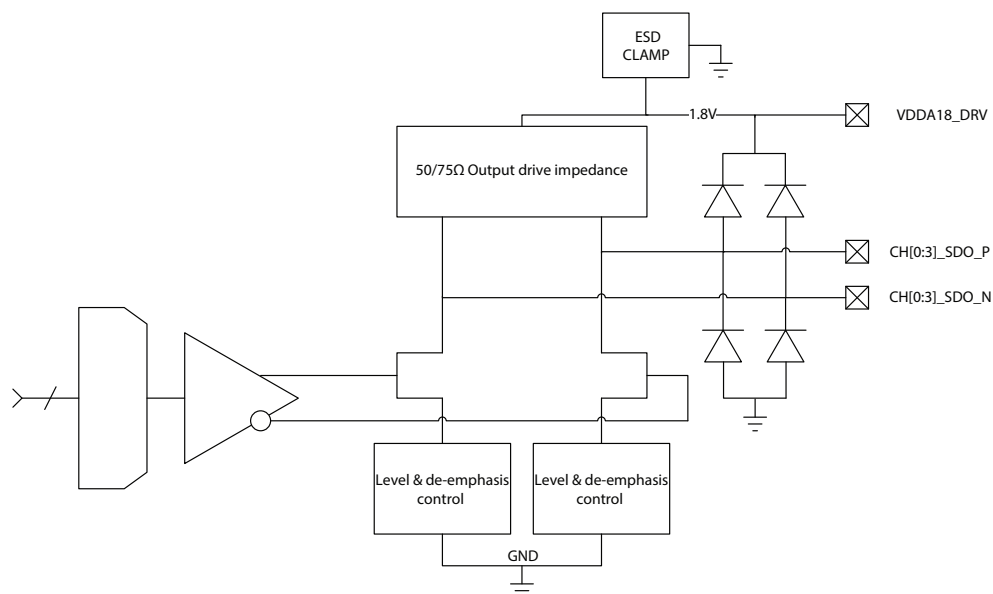 ESD
CLAMP
1.8V
VDDA18_DRV
50/75Ω Output drive impedance
CH[0:3]_SDO_P
CH[0:3]_SDO_N
Level & de-emphasis
control
Level & de-emphasis
control
GND